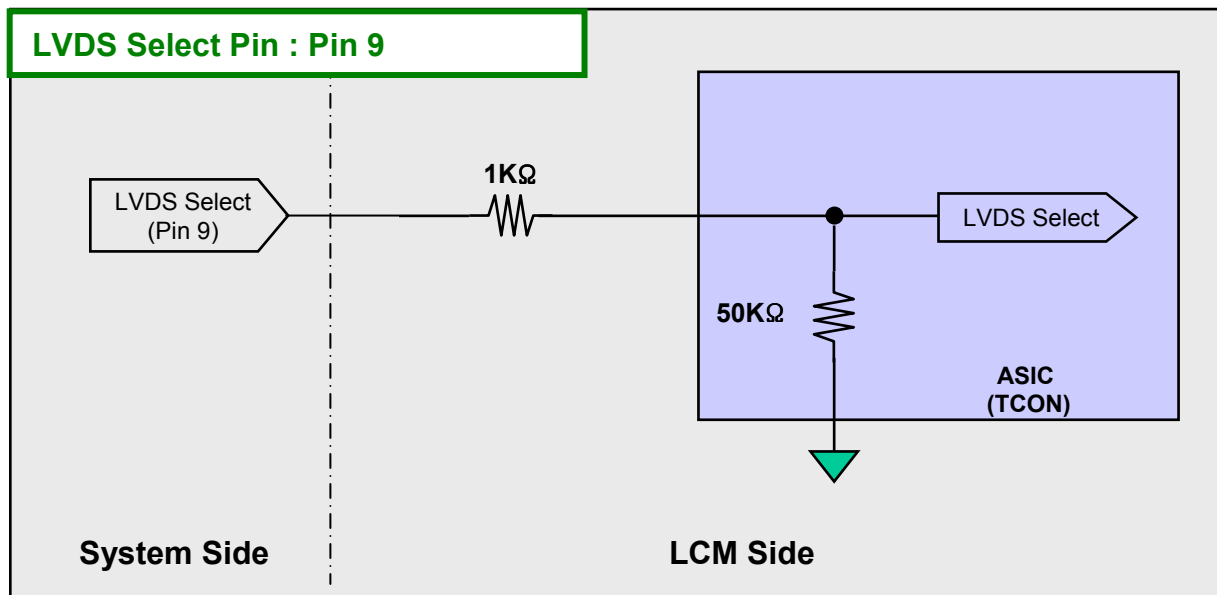 LVDS Select Pin : Pin 9
1KΩ
LVDS Select
(Pin 9)
LVDS Select
50KΩ
ASIC
(TCON)
System Side
LCM Side